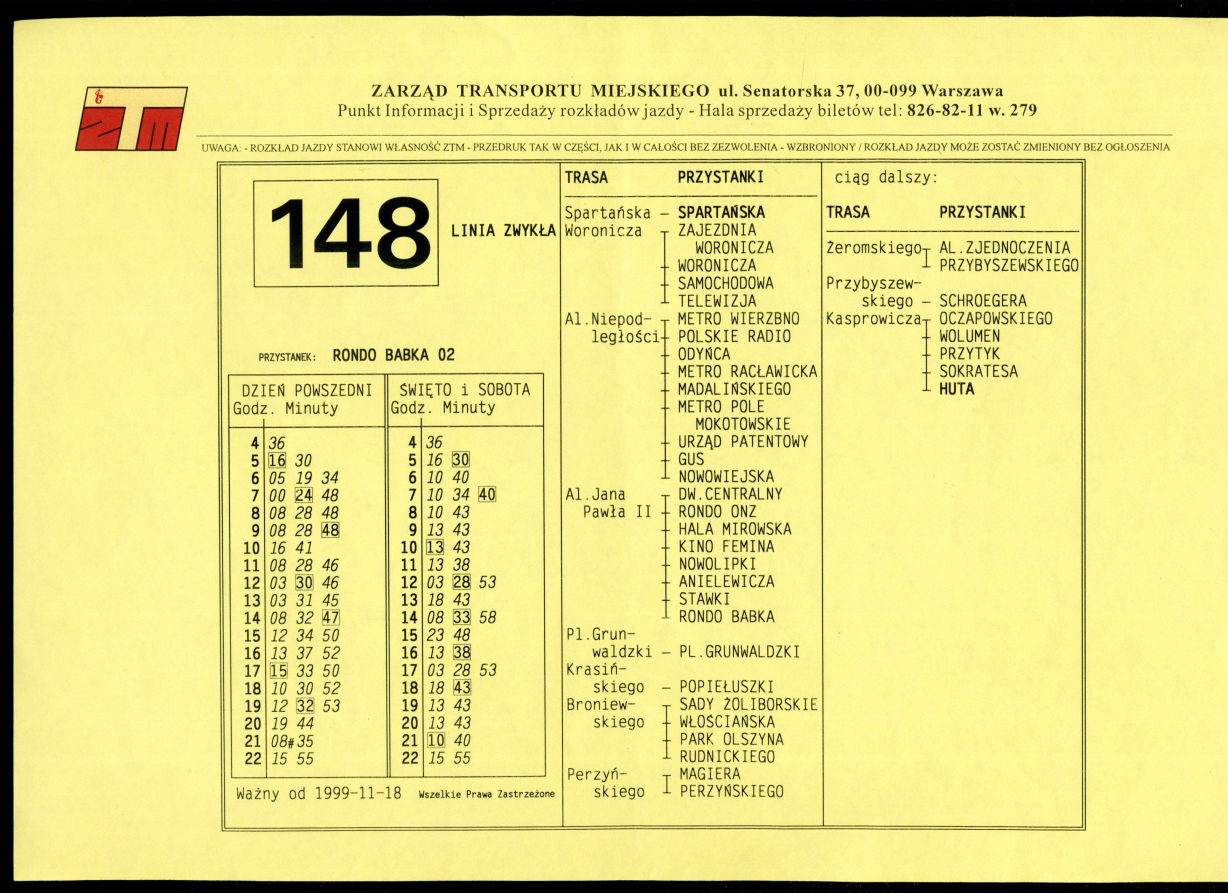 ZTM
ZARZĄD TRANSPORTU MIEJSKIEGO ul. Senatorska 37, 00-099 Warszawa
Punkt Informacji i Sprzedaży rozkładów jazdy - Hala sprzedaży biletów tel: 826-82-11 w. 279
UWAGA: - ROZKŁAD JAZDY STANOWI WŁASNOŚĆ ZTM - PRZEDRUK TAK W CZĘŚCI, JAK I W CAŁOŚCI BEZ ZEZWOLENIA - WZBRONIONY / ROZKŁAD JAZDY MOŻE ZOSTAĆ ZMIENIONY BEZ OGŁOSZENIA
148
LINIA ZWYKŁA
PRZYSTANEK: RONDO BABKA 02
DZIEŃ POWSZEDNI
Godz. Minuty
4 36
5 16 30
6 05 19 34
7 00 24 48
8 08 28 48
9 08 28 48
10 16 41
11 08 28 46
12 03 30 46
13 03 31 45
14 08 32 47
15 12 34 50
16 13 37 52
17 15 33 50
18 10 30 52
19 12 32 53
20 19 44
21 08#35
22 15 55
ŚWIĘTO i SOBOTA
Godz. Minuty
4 36
5 16 30
6 10 40
7 10 34 40
8 10 43
9 13 43
10 13 43
11 13 38
12 03 28 53
13 18 43
14 08 33 58
15 23 48
16 13 38
17 03 28 53
18 18 43
19 13 43
20 13 43
21 10 40
22 15 55
Ważny od 1999-11-18 Wszelkie Prawa Zastrzeżone
TRASA PRZYSTANKI
Spartańska – SPARTAŃSKA
Woronicza ZAJEZDNIA
WORONICZA
WORONICZA
SAMOCHODOWA
TELEWIZJA
Al.Niepod– METRO WIERZBNO
ległości POLSKIE RADIO
ODYŃCA
METRO RACŁAWICKA
MADALIŃSKIEGO
METRO POLE
MOKOTOWSKIE
URZĄD PATENTOWY
GUS
NOWOWIEJSKA
Al.Jana DW.CENTRALNY
Pawła II RONDO ONZ
HALA MIROWSKA
KINO FEMINA
NOWOLIPKI
ANIELEWICZA
STAWKI
RONDO BABKA
Pl.Grun–
waldzki – PL.GRUNWALDZKI
Krasiń–
skiego – POPIEŁUSZKI
Broniew– SADY ŻOLIBORSKIE
skiego WŁOŚCIAŃSKA
PARK OLSZYNA
RUDNICKIEGO
Perzyń– MAGIERA
skiego PERZYŃSKIEGO
ciąg dalszy:
TRASA PRZYSTANKI
Żeromskiego AL.ZJEDNOCZENIA
PRZYBYSZEWSKIEGO
Przybyszew–
skiego – SCHROEGERA
Kasprowicza OCZAPOWSKIEGO
WOLUMEN
PRZYTYK
SOKRATESA
HUTA